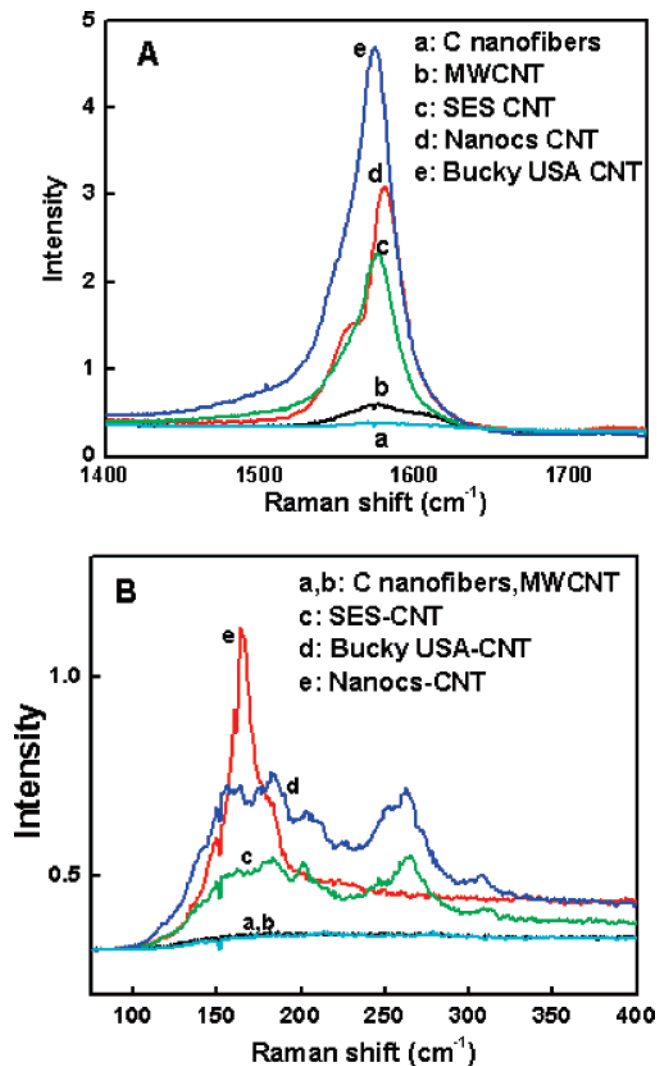 A
a: C nanofibers
b: MWCNT
c: SES CNT
d: Nanocs CNT
e: Bucky USA CNT
e
d
c
b
a
5
4
3
2
1
0
Intensity
1400 1500 1600 1700
Raman shift (cm⁻¹)
B
a,b: C nanofibers,MWCNT
c: SES-CNT
d: Bucky USA-CNT
e: Nanocs-CNT
e
d
c
a,b
1.0
0.5
Intensity
100 150 200 250 300 350 400
Raman shift (cm⁻¹)